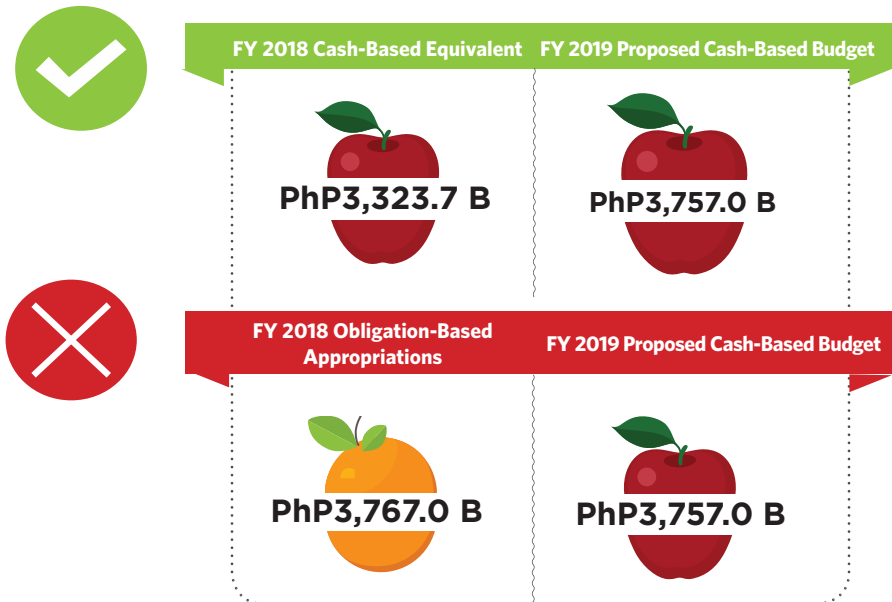 FY 2018 Cash-Based Equivalent
FY 2019 Proposed Cash-Based Budget
PhP3,323.7 B
PhP3,757.0 B
FY 2018 Obligation-Based
Appropriations
FY 2019 Proposed Cash-Based Budget
PhP3,767.0 B
PhP3,757.0 B